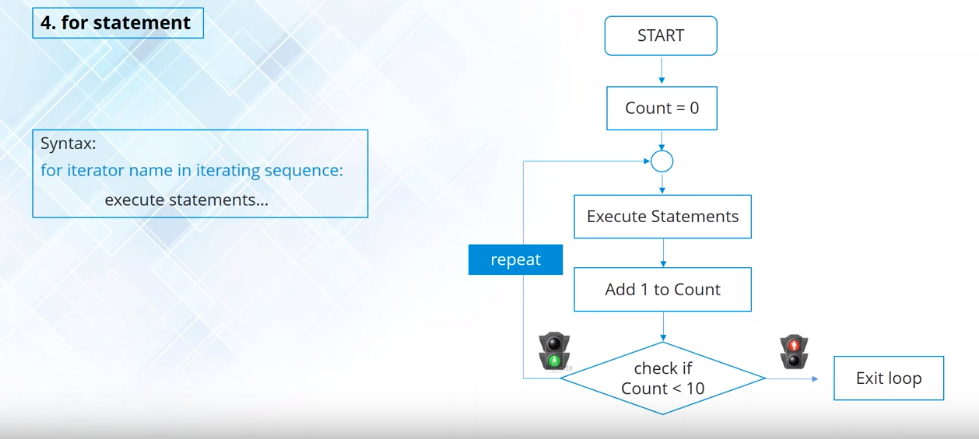 4. for statement
Syntax:
for iterator name in iterating sequence:
execute statements...
START
Count = 0
Execute Statements
repeat
Add 1 to Count
check if
Count < 10
Exit loop